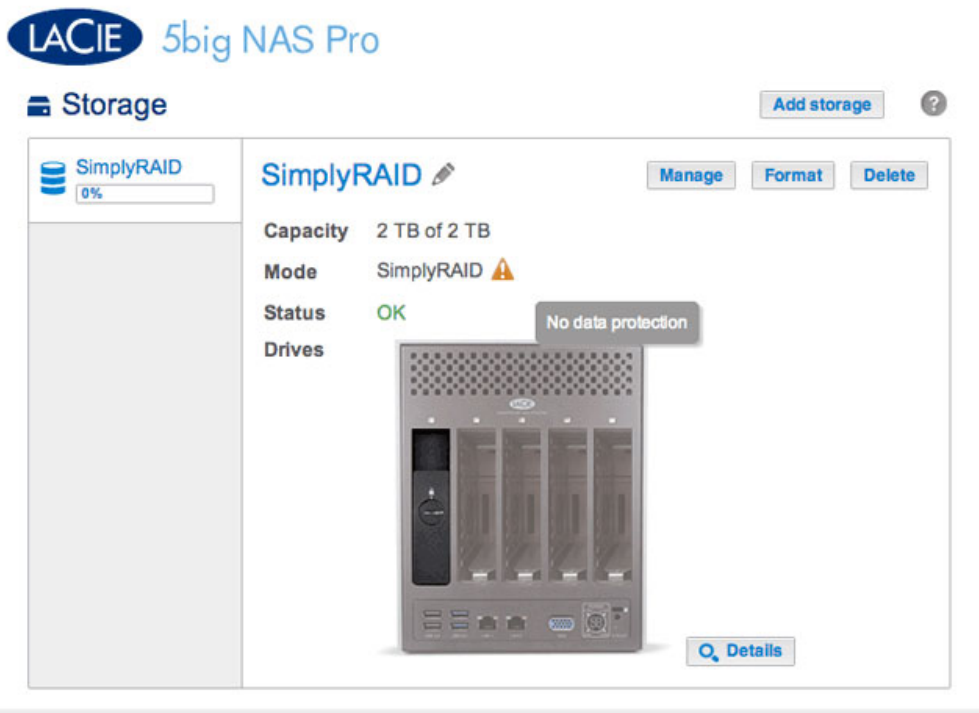 LACIE 5big NAS Pro
Storage
Add storage
?
SimplyRAID
0%
SimplyRAID
Manage
Format
Delete
Capacity 2 TB of 2 TB
Mode SimplyRAID
Status OK
No data protection
Drives
LACIE
Details